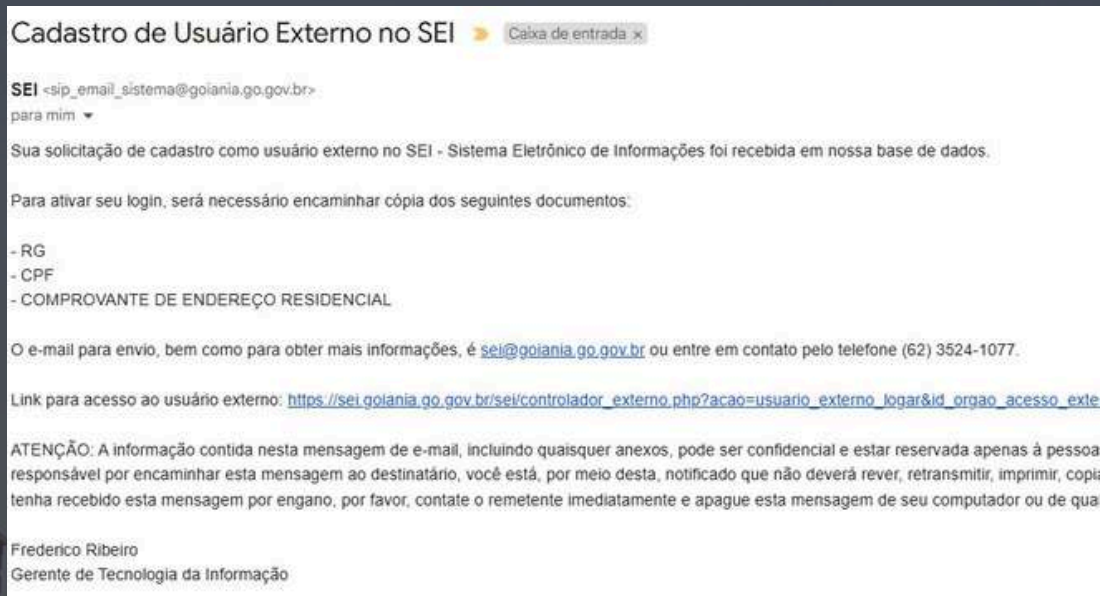 Cadastro de Usuário Externo no SEI
Caixa de entrada x
SEI <sip_email_sistema@goiania.go.gov.br>
para mim
Sua solicitação de cadastro como usuário externo no SEI - Sistema Eletrônico de Informações foi recebida em nossa base de dados.
Para ativar seu login, será necessário encaminhar cópia dos seguintes documentos:
- RG
- CPF
- COMPROVANTE DE ENDEREÇO RESIDENCIAL
O e-mail para envio, bem como para obter mais informações, é sei@goiania.go.gov.br ou entre em contato pelo telefone (62) 3524-1077.
Link para acesso ao usuário externo: https://sei.goiania.go.gov.br/sei/controlador_externo.php?acao=usuario_externo_logar&id_orgao_acesso_exte
ATENÇÃO: A informação contida nesta mensagem de e-mail, incluindo quaisquer anexos, pode ser confidencial e estar reservada apenas à pessoa
responsável por encaminhar esta mensagem ao destinatário, você está, por meio desta, notificado que não deverá rever, retransmitir, imprimir, copia
tenha recebido esta mensagem por engano, por favor, contate o remetente imediatamente e apague esta mensagem de seu computador ou de qua
Frederico Ribeiro
Gerente de Tecnologia da Informação